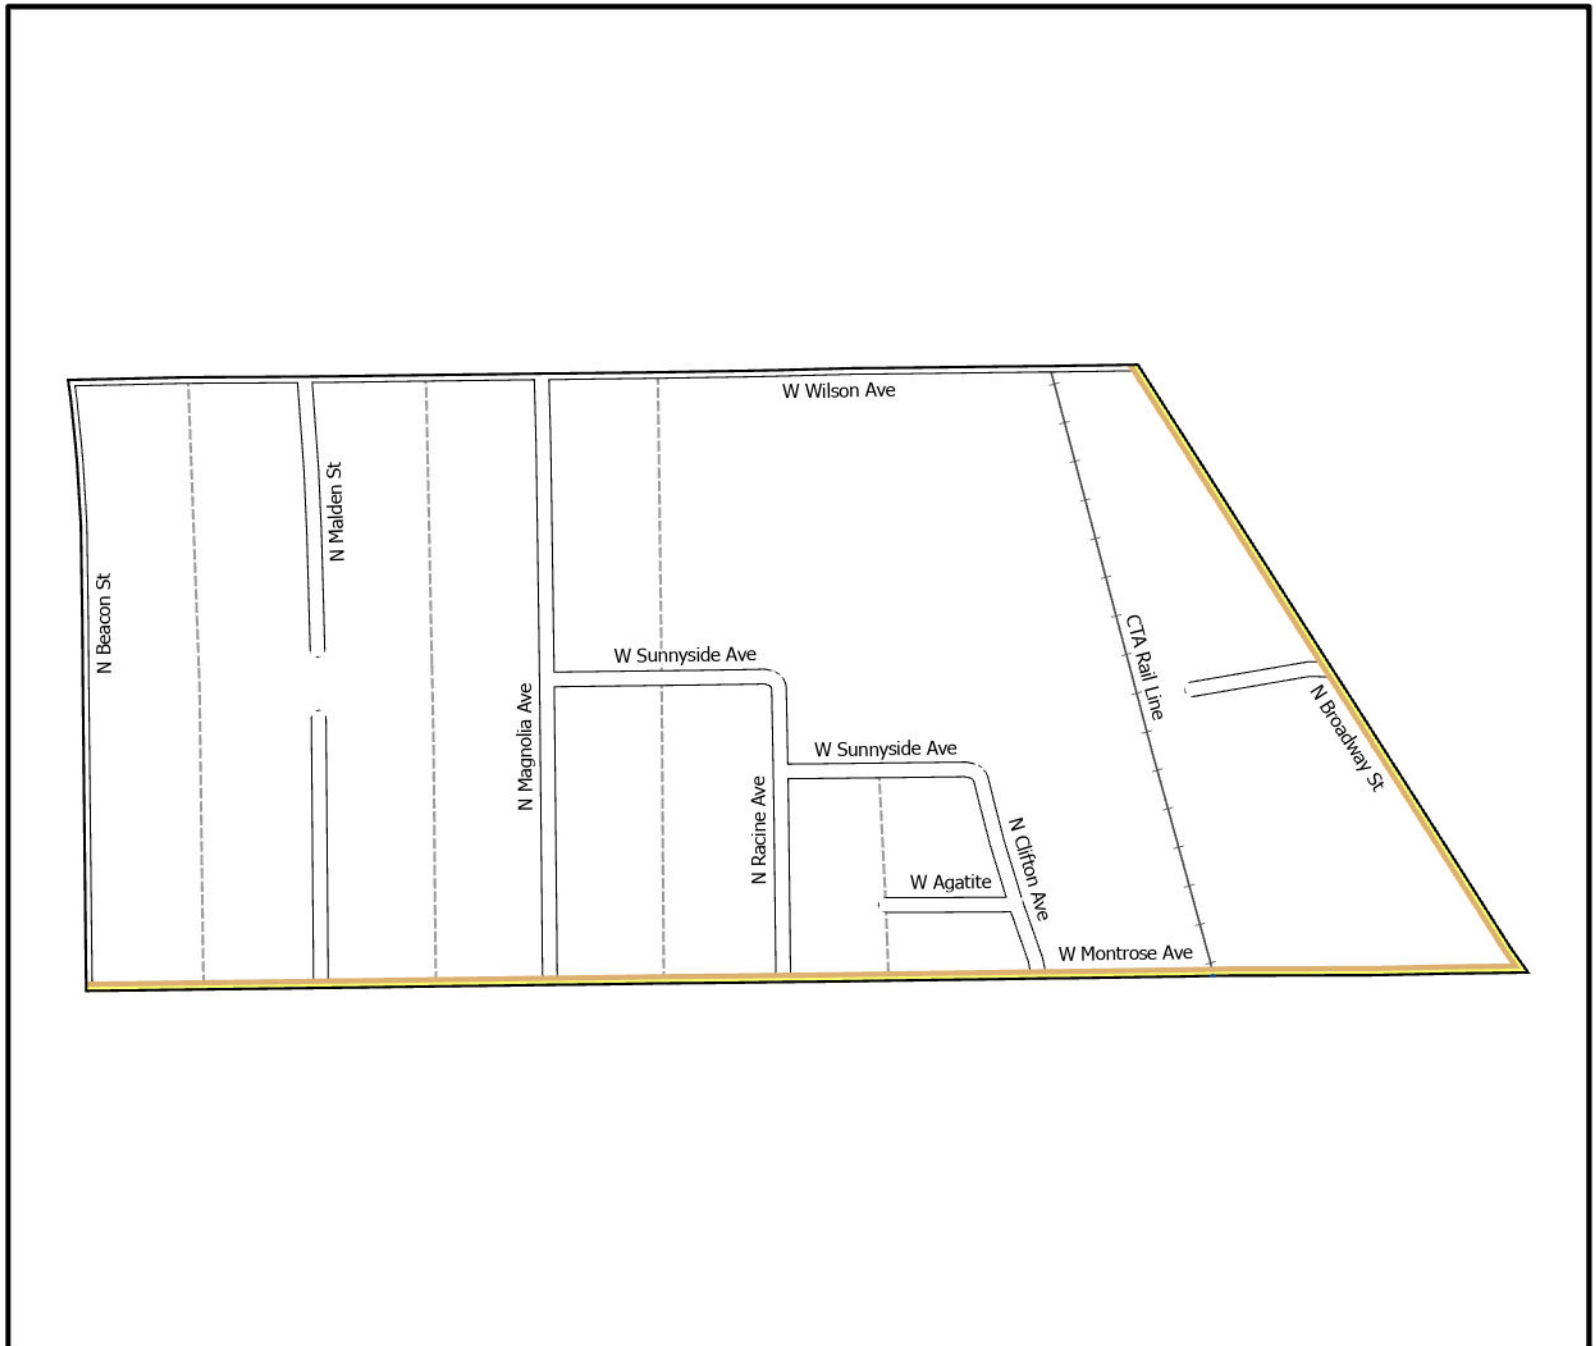 W Wilson Ave
N Malden St
N Beacon St
W Sunnyside Ave
CTA Rail Line
N Magnolia Ave
N Broadway St
W Sunnyside Ave
N Racine Ave
N Clifton Ave
W Agatite
W Montrose Ave